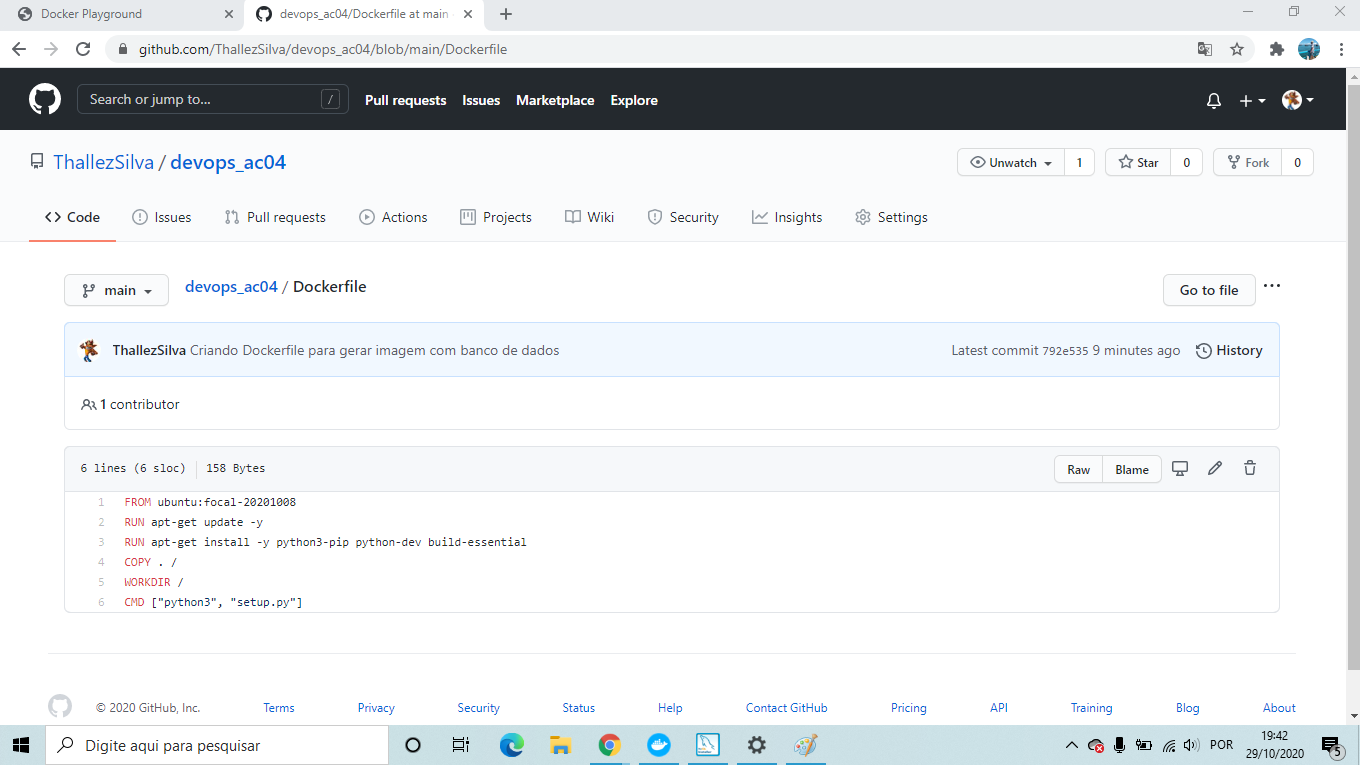 Docker Playground
devops_ac04/Dockerfile at main
github.com/ThallezSilva/devops_ac04/blob/main/Dockerfile
Search or jump to... /
Pull requests Issues Marketplace Explore
ThallezSilva / devops_ac04
Unwatch 1 Star 0 Fork 0
Code Issues Pull requests Actions Projects Wiki Security Insights Settings
main devops_ac04 / Dockerfile Go to file
ThallezSilva Criando Dockerfile para gerar imagem com banco de dados Latest commit 792e535 9 minutes ago History
1 contributor
6 lines (6 sloc) 158 Bytes Raw Blame
1 FROM ubuntu:focal-20201008
2 RUN apt-get update -y
3 RUN apt-get install -y python3-pip python-dev build-essential
4 COPY . /
5 WORKDIR /
6 CMD ["python3", "setup.py"]
© 2020 GitHub, Inc. Terms Privacy Security Status Help Contact GitHub Pricing API Training Blog About
Digite aqui para pesquisar
POR
19:42
29/10/2020
5